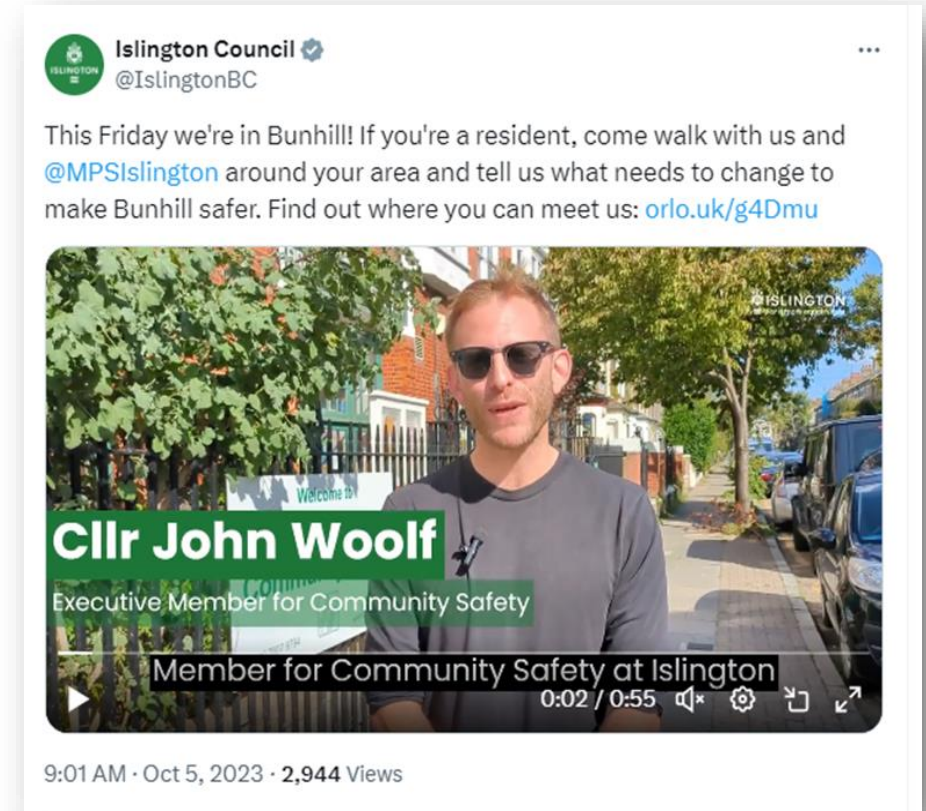 Islington Council
@IslingtonBC
ISLINGTON
This Friday we're in Bunhill! If you're a resident, come walk with us and
@MPSIslington around your area and tell us what needs to change to
make Bunhill safer. Find out where you can meet us: orlo.uk/g4Dmu
ISLINGTON
Welcome to
Cllr John Woolf
Executive Member for Community Safety
Member for Community Safety at Islington
0:02 / 0:55
9:01 AM · Oct 5, 2023 · 2,944 Views